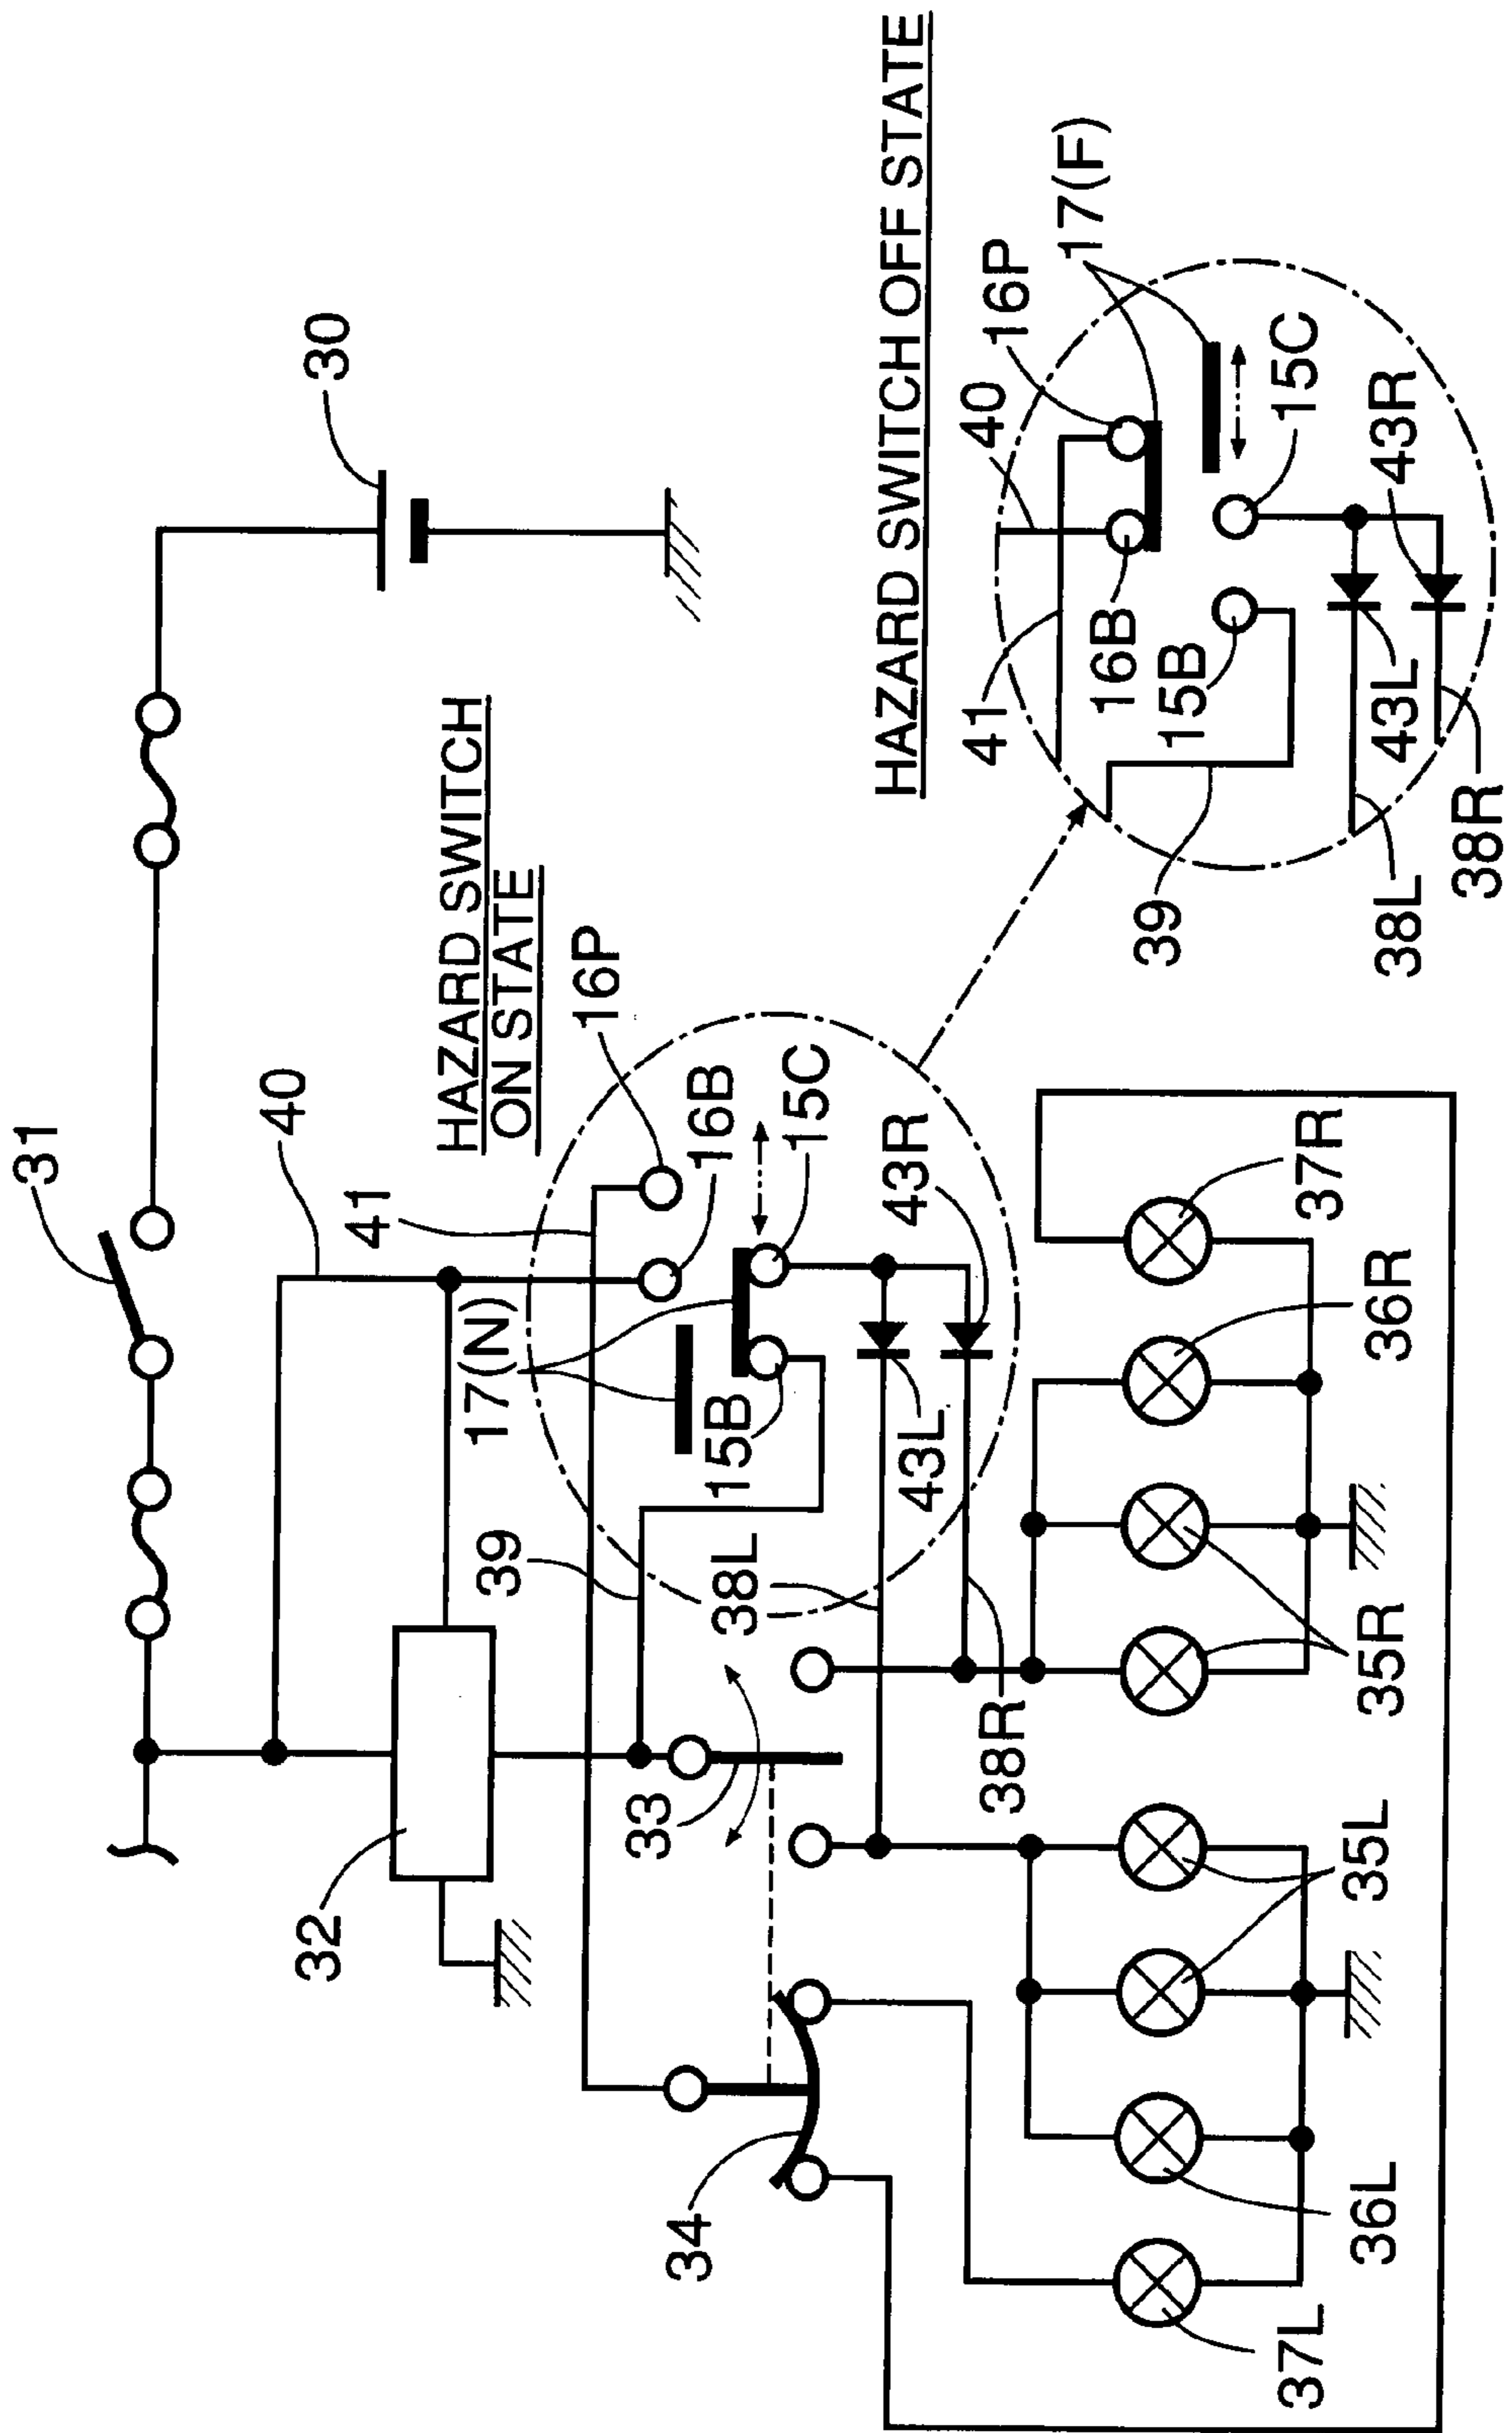 31
30
40
41
HAZARD SWITCH
ON STATE
32
39
17(N)
16P
16B
15B
15C
38L
43L
43R
33
34
38R
37L
36L
35L
35R
36R
37R
HAZARD SWITCH OFF STATE
41
40
16P
17(F)
16B
15B
15C
39
43L
43R
38L
38R